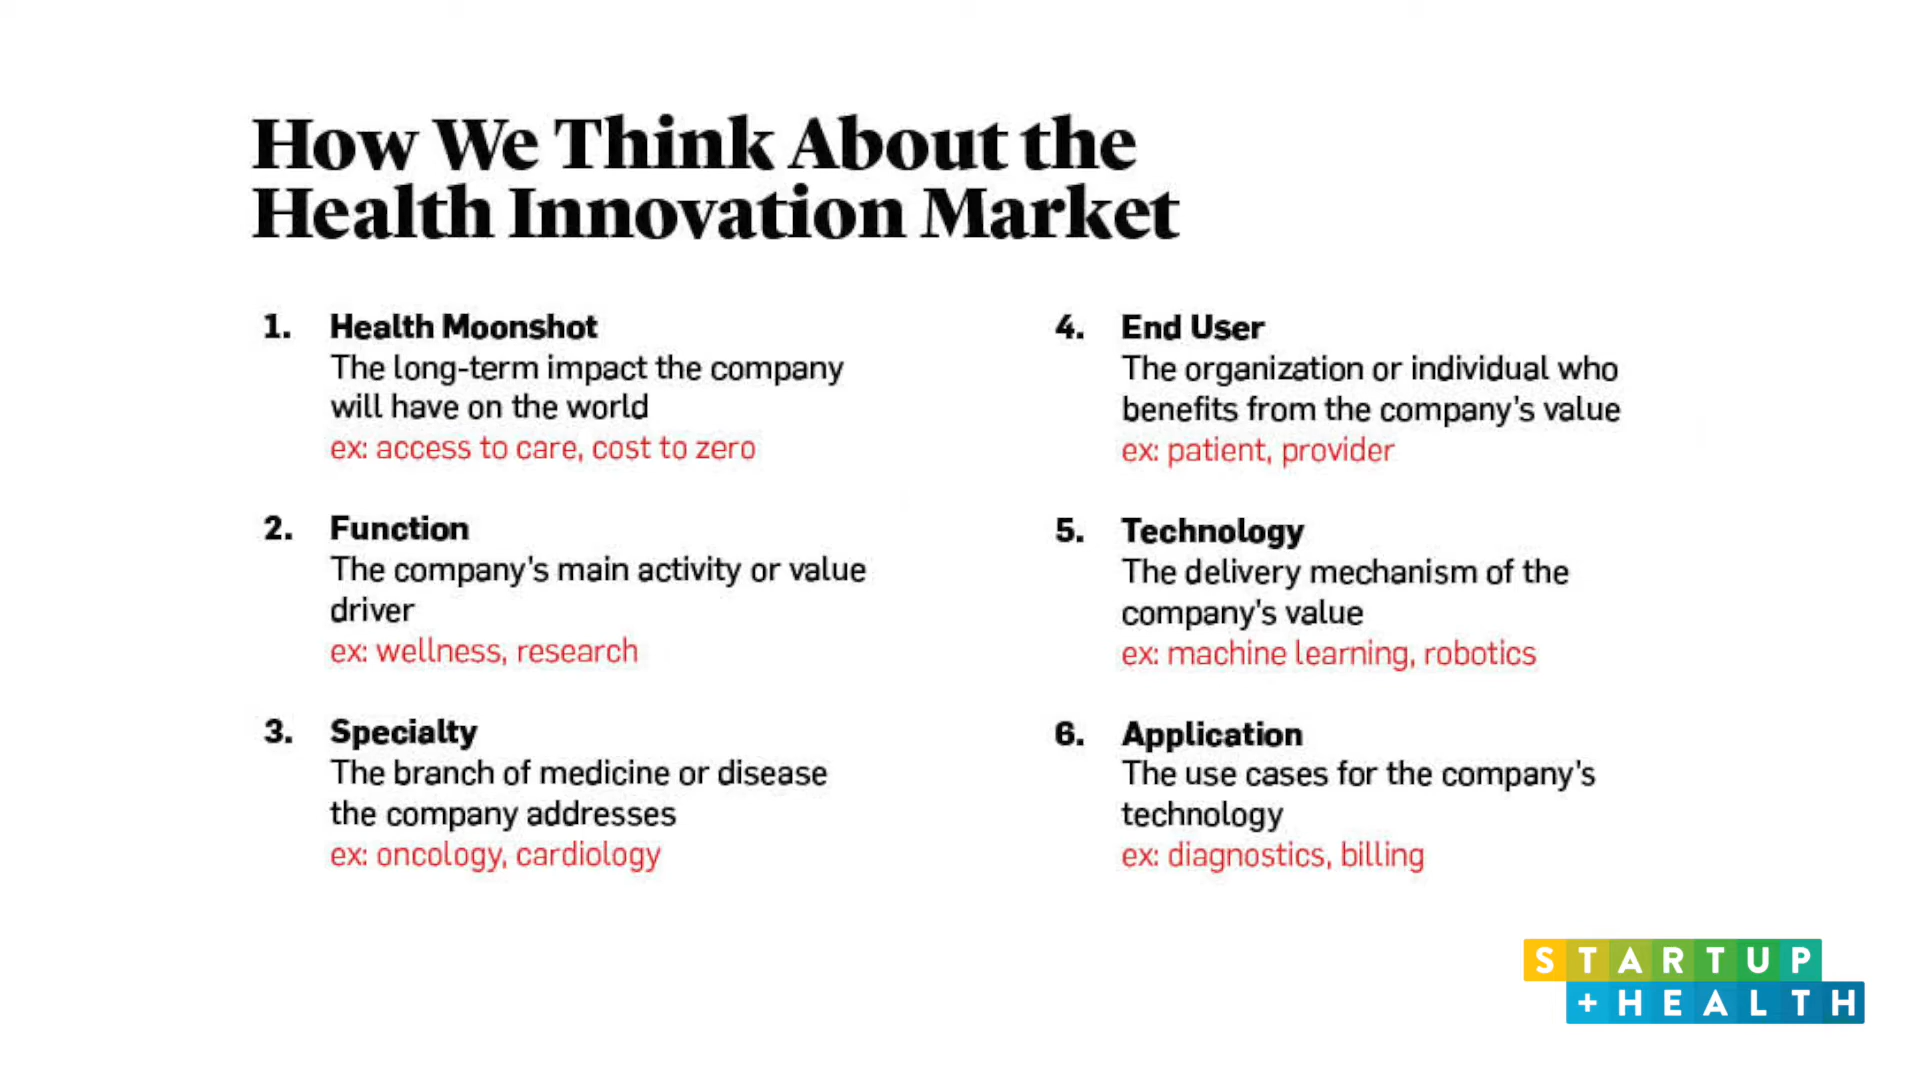 How We Think About the
Health Innovation Market
1. Health Moonshot
The long-term impact the company
will have on the world
ex: access to care, cost to zero
2. Function
The company's main activity or value
driver
ex: wellness, research
3. Specialty
The branch of medicine or disease
the company addresses
ex: oncology, cardiology
4. End User
The organization or individual who
benefits from the company's value
ex: patient, provider
5. Technology
The delivery mechanism of the
company's value
ex: machine learning, robotics
6. Application
The use cases for the company's
technology
ex: diagnostics, billing
STARTUP
+HEALTH